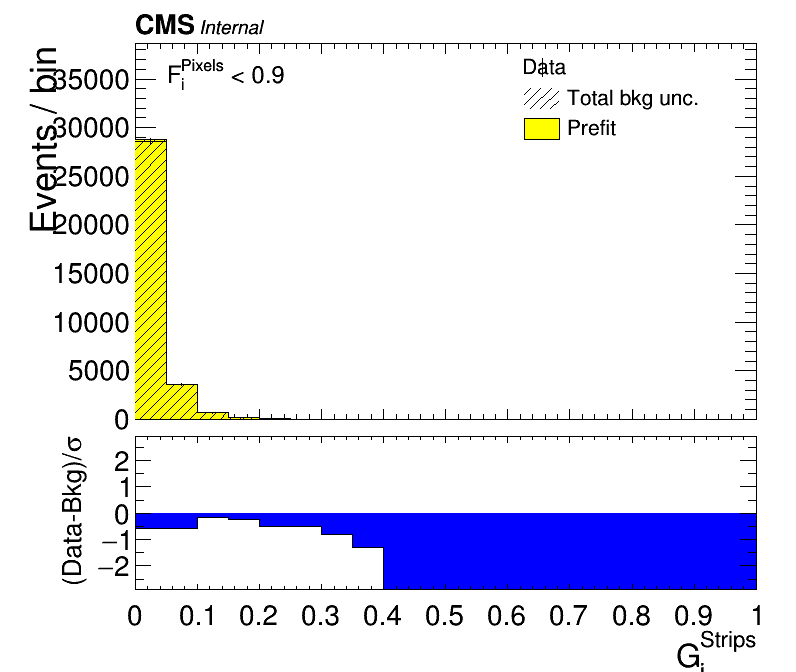 CMS Internal
Events / bin
35000
30000
25000
20000
15000
10000
5000
0
F_i^Pixels < 0.9
Data
Total bkg unc.
Prefit
(Data-Bkg)/σ
2
1
0
−1
−2
0 0.1 0.2 0.3 0.4 0.5 0.6 0.7 0.8 0.9 1
G_i^Strips